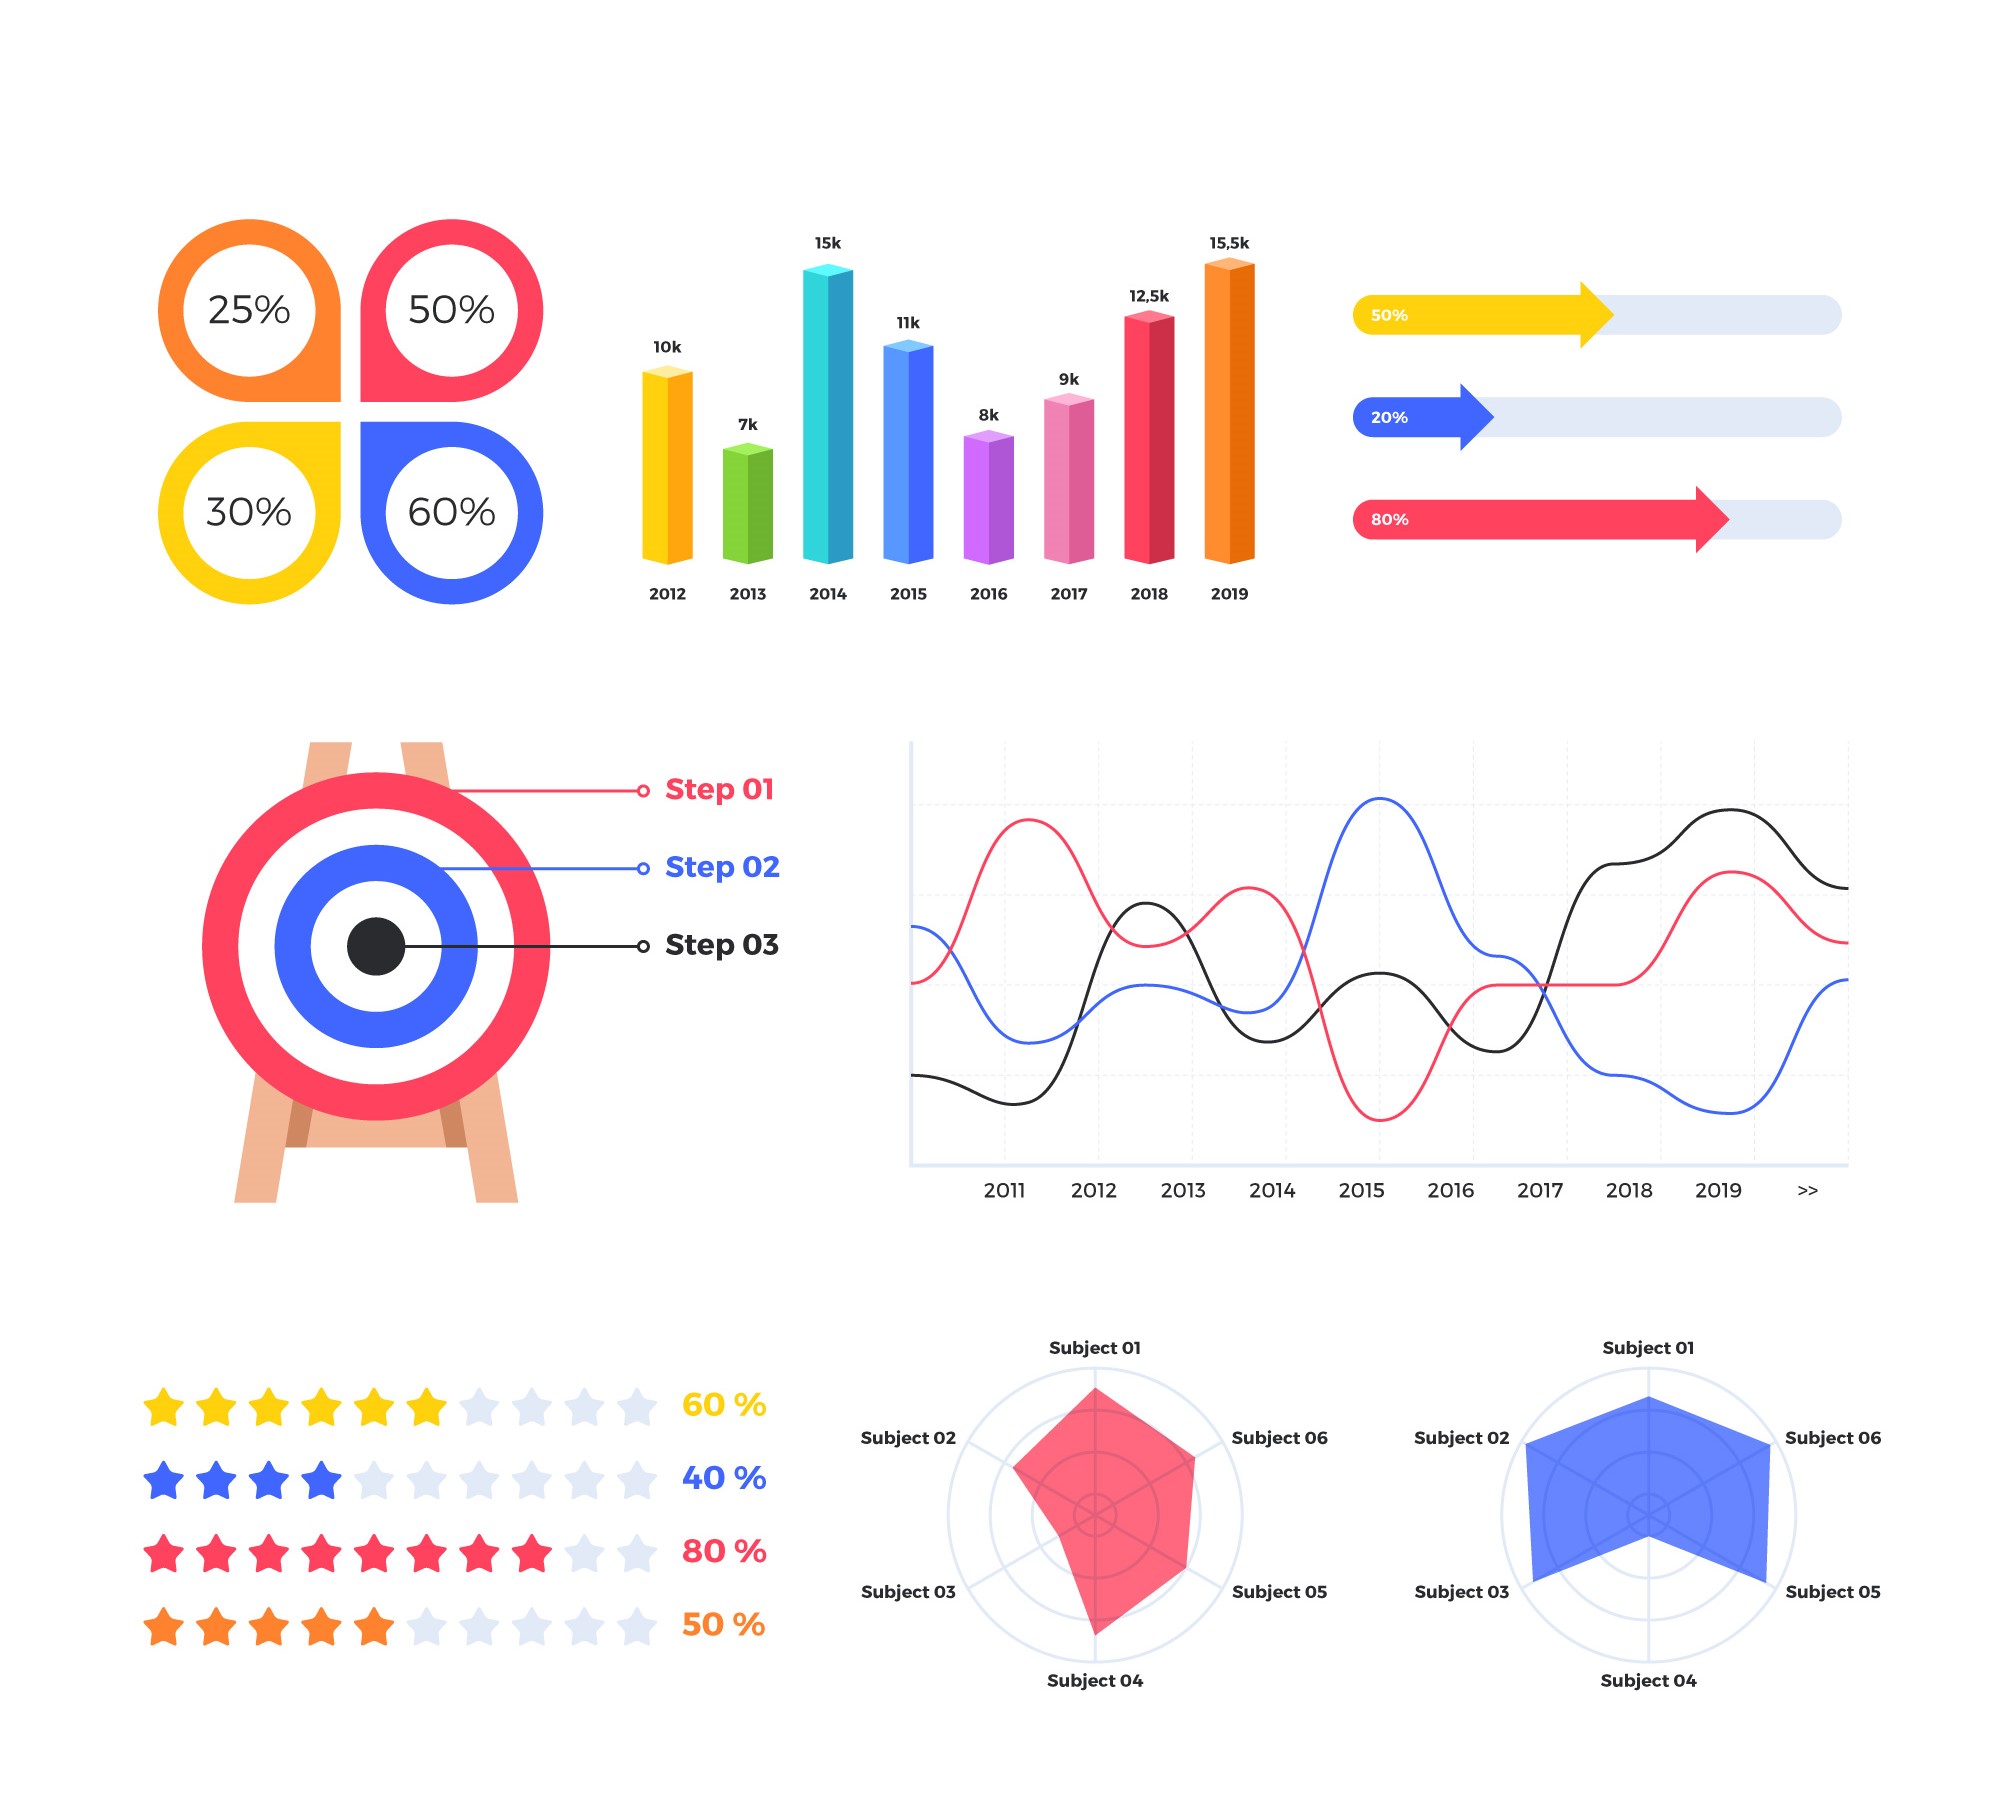 25%
50%
30%
60%
10k
7k
15k
11k
8k
9k
12,5k
15,5k
2012
2013
2014
2015
2016
2017
2018
2019
50%
20%
80%
Step 01
Step 02
Step 03
2011
2012
2013
2014
2015
2016
2017
2018
2019
>>
60 %
40 %
80 %
50 %
Subject 01
Subject 02
Subject 06
Subject 03
Subject 05
Subject 04
Subject 01
Subject 02
Subject 06
Subject 03
Subject 05
Subject 04